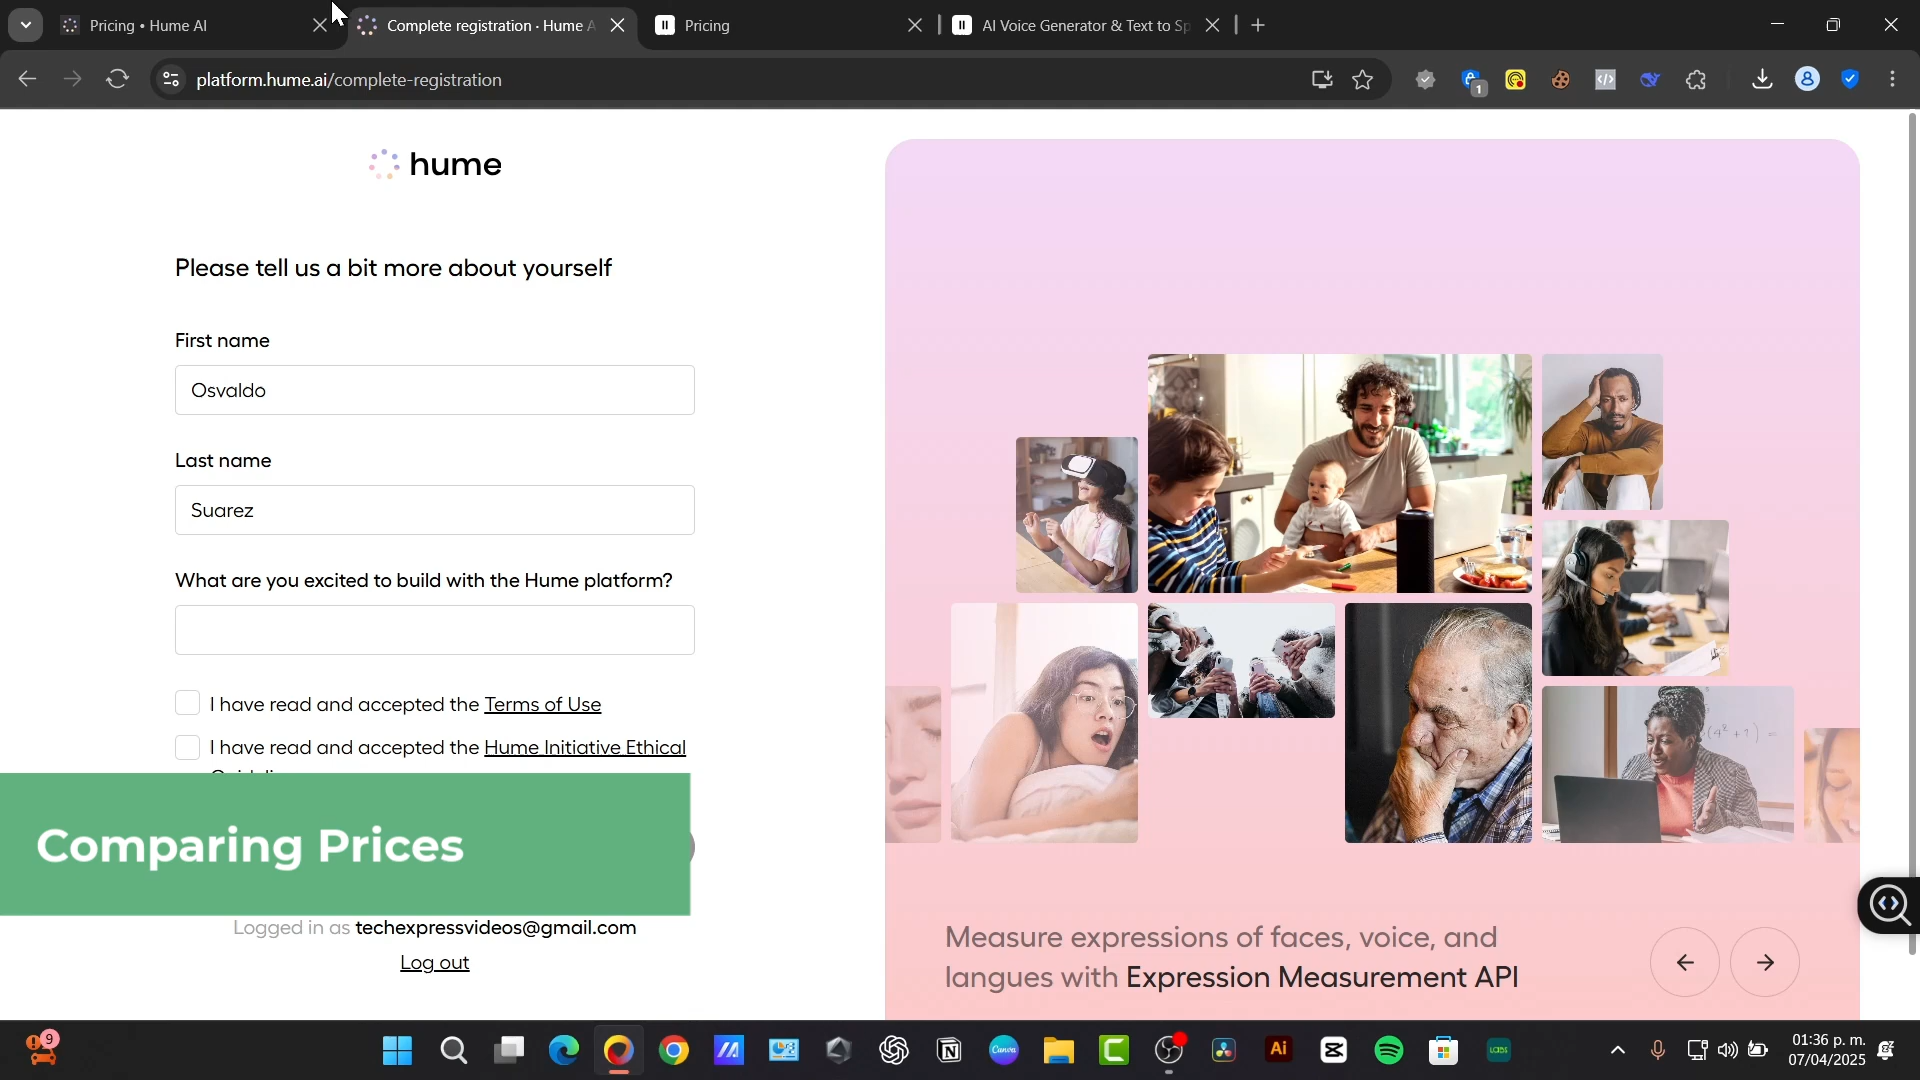 Pricing • Hume AI
Complete registration · Hume A
Pricing
AI Voice Generator & Text to Sp
platform.hume.ai/complete-registration
1
hume
Please tell us a bit more about yourself
First name
Osvaldo
Last name
Suarez
What are you excited to build with the Hume platform?
I have read and accepted the Terms of Use
I have read and accepted the Hume Initiative Ethical
Comparing Prices
Logged in as techexpressvideos@gmail.com
Log out
Measure expressions of faces, voice, and
langues with Expression Measurement API
9
Canva
Ai
01:36 p. m.
07/04/2025